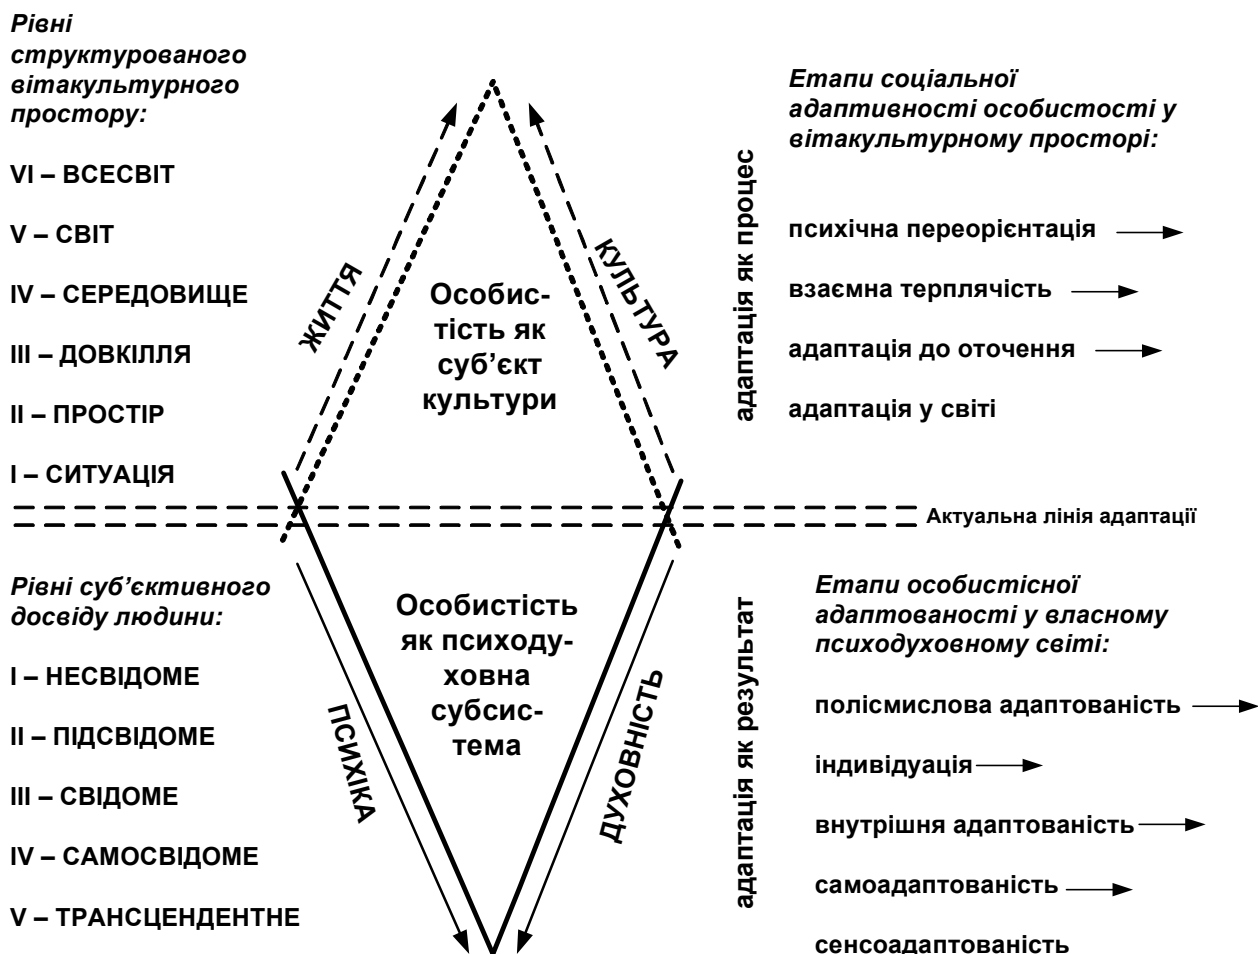 Рівні
структурованого
вітакультурного
простору:
VI – ВСЕСВІТ
V – СВІТ
IV – СЕРЕДОВИЩЕ
III – ДОВКІЛЛЯ
II – ПРОСТІР
I – СИТУАЦІЯ
ЖИТТЯ
КУЛЬТУРА
Особис-
тість як
суб’єкт
культури
адаптація як процес
Етапи соціальної
адаптивності особистості у
вітакультурному просторі:
психічна переорієнтація
взаємна терплячість
адаптація до оточення
адаптація у світі
Актуальна лінія адаптації
Рівні суб’єктивного
досвіду людини:
I – НЕСВІДОМЕ
II – ПІДСВІДОМЕ
III – СВІДОМЕ
IV – САМОСВІДОМЕ
V – ТРАНСЦЕНДЕНТНЕ
ПСИХІКА
Особистість
як психоду-
ховна
субсис-
тема
ДУХОВНІСТЬ
адаптація як результат
Етапи особистісної
адаптованості у власному
психодуховному світі:
полісмислова адаптованість
індивідуація
внутрішня адаптованість
самоадаптованість
сенсоадаптованість